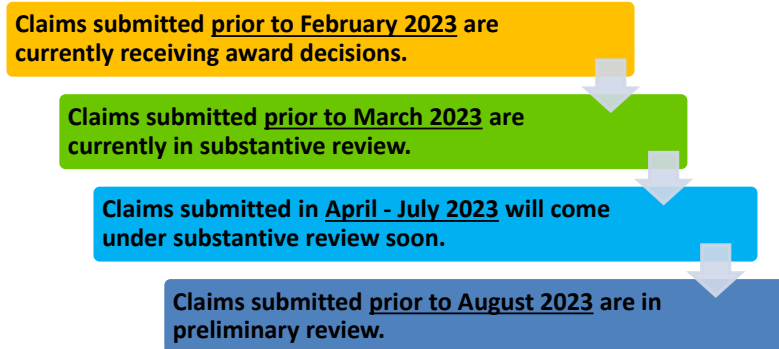 Claims submitted prior to February 2023 are
currently receiving award decisions.
Claims submitted prior to March 2023 are
currently in substantive review.
Claims submitted in April - July 2023 will come
under substantive review soon.
Claims submitted prior to August 2023 are in
preliminary review.